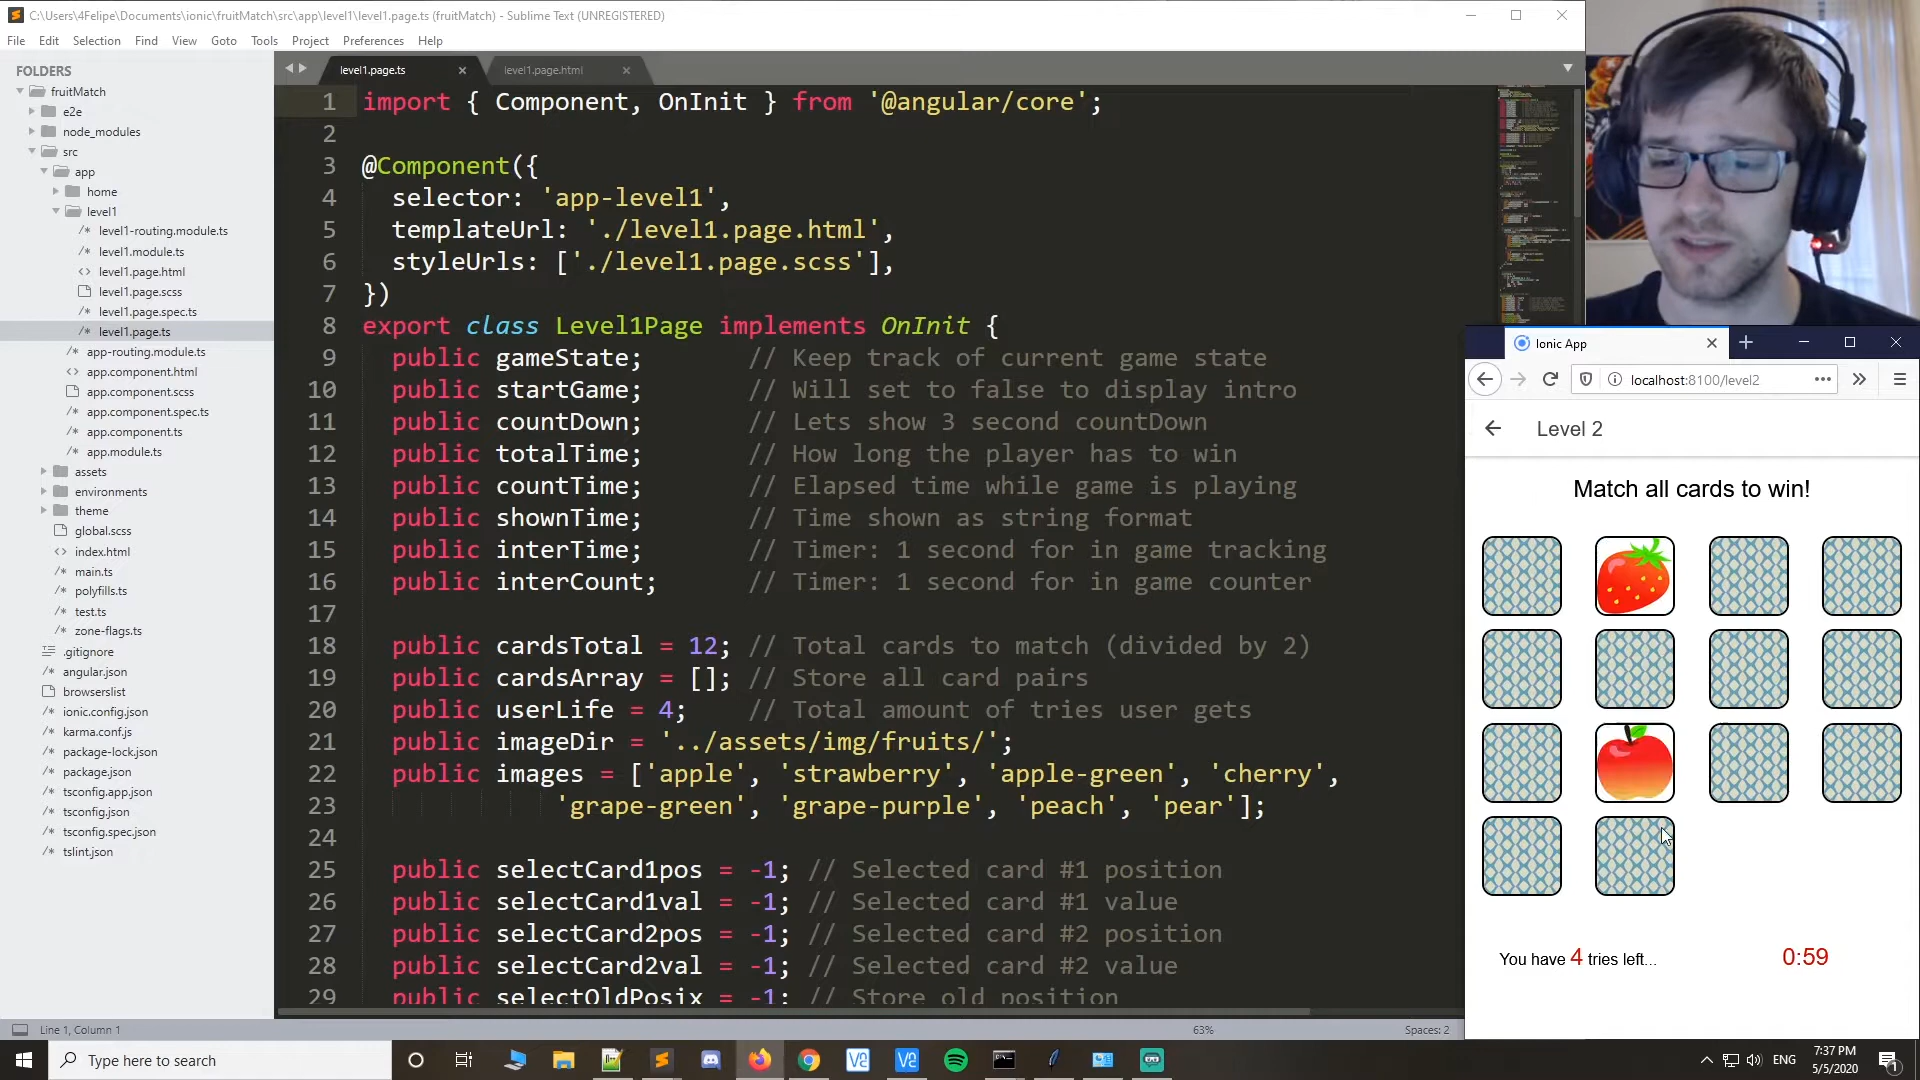 C:\Users\4Felipe\Documents\ionic\fruitMatch\src\app\level1\level1.page.ts (fruitMatch) - Sublime Text (UNREGISTERED)
File Edit Selection Find View Goto Tools Project Preferences Help
FOLDERS
fruitMatch
e2e
node_modules
src
app
home
level1
level1-routing.module.ts
level1.module.ts
level1.page.html
level1.page.scss
level1.page.spec.ts
level1.page.ts
app-routing.module.ts
app.component.html
app.component.scss
app.component.spec.ts
app.component.ts
app.module.ts
assets
environments
theme
global.scss
index.html
main.ts
polyfills.ts
test.ts
zone-flags.ts
.gitignore
angular.json
browserslist
ionic.config.json
karma.conf.js
package-lock.json
package.json
tsconfig.app.json
tsconfig.json
tsconfig.spec.json
tslint.json
level1.page.ts level1.page.html
1 import { Component, OnInit } from '@angular/core';
2
3 @Component({
4 selector: 'app-level1',
5 templateUrl: './level1.page.html',
6 styleUrls: ['./level1.page.scss'],
7 })
8 export class Level1Page implements OnInit {
9 public gameState; // Keep track of current game state
10 public startGame; // Will set to false to display intro
11 public countDown; // Lets show 3 second countDown
12 public totalTime; // How long the player has to win
13 public countTime; // Elapsed time while game is playing
14 public shownTime; // Time shown as string format
15 public interTime; // Timer: 1 second for in game tracking
16 public interCount; // Timer: 1 second for in game counter
17
18 public cardsTotal = 12; // Total cards to match (divided by 2)
19 public cardsArray = []; // Store all card pairs
20 public userLife = 4; // Total amount of tries user gets
21 public imageDir = '../assets/img/fruits/';
22 public images = ['apple', 'strawberry', 'apple-green', 'cherry',
23 'grape-green', 'grape-purple', 'peach', 'pear'];
24
25 public selectCard1pos = -1; // Selected card #1 position
26 public selectCard1val = -1; // Selected card #1 value
27 public selectCard2pos = -1; // Selected card #2 position
28 public selectCard2val = -1; // Selected card #2 value
29 public selectOldPosix = -1; // Store old position
Line 1, Column 1
63%
Spaces: 2
Ionic App
localhost:8100/level2
Level 2
Match all cards to win!
You have 4 tries left...
0:59
Type here to search
ENG
7:37 PM
5/5/2020
1